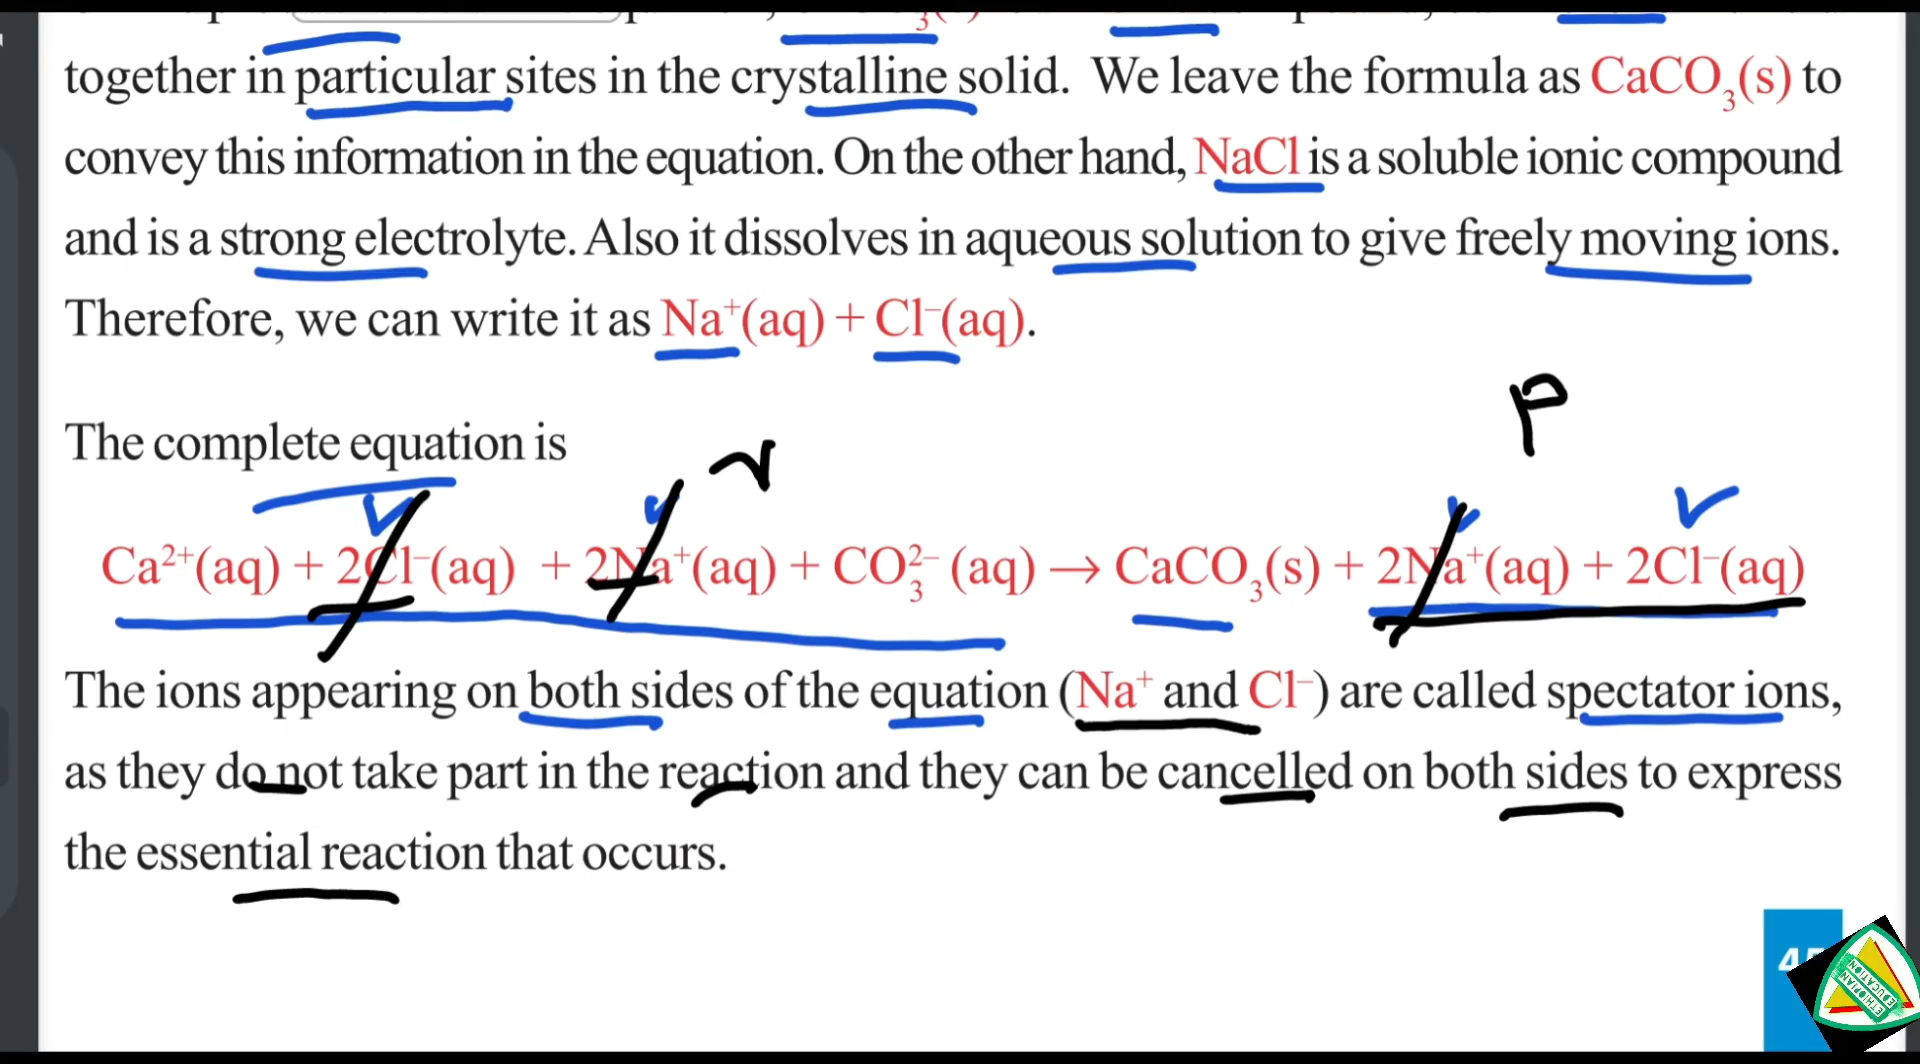 together in particular sites in the crystalline solid. We leave the formula as CaCO₃(s) to
convey this information in the equation. On the other hand, NaCl is a soluble ionic compound
and is a strong electrolyte. Also it dissolves in aqueous solution to give freely moving ions.
Therefore, we can write it as Na⁺(aq) + Cl⁻(aq).
P
The complete equation is
Ca²⁺(aq) + 2Cl⁻(aq) + 2Na⁺(aq) + CO₃²⁻ (aq) → CaCO₃(s) + 2Na⁺(aq) + 2Cl⁻(aq)
The ions appearing on both sides of the equation (Na⁺ and Cl⁻) are called spectator ions,
as they do not take part in the reaction and they can be cancelled on both sides to express
the essential reaction that occurs.
ETHIOPIAN
EDUCATION